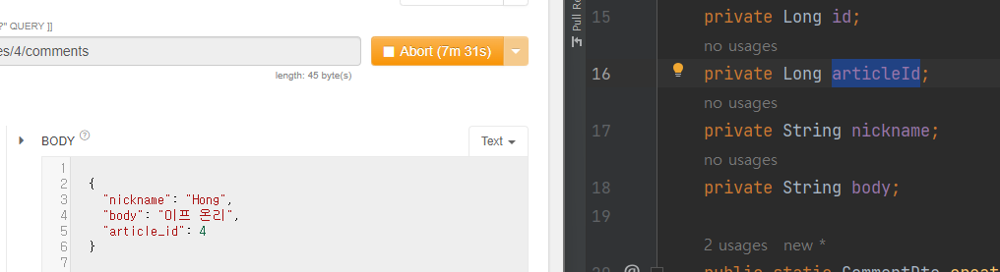 ?" QUERY ]]
es/4/comments
Abort (7m 31s)
length: 45 byte(s)
BODY ?
Text
1
2 {
3 "nickname": "Hong",
4 "body": "이프 온리",
5 "article_id": 4
6 }
7
Pull Re
15 private Long id;
no usages
16 private Long articleId;
no usages
17 private String nickname;
no usages
18 private String body;
19
2 usages new *
public static CommentDto